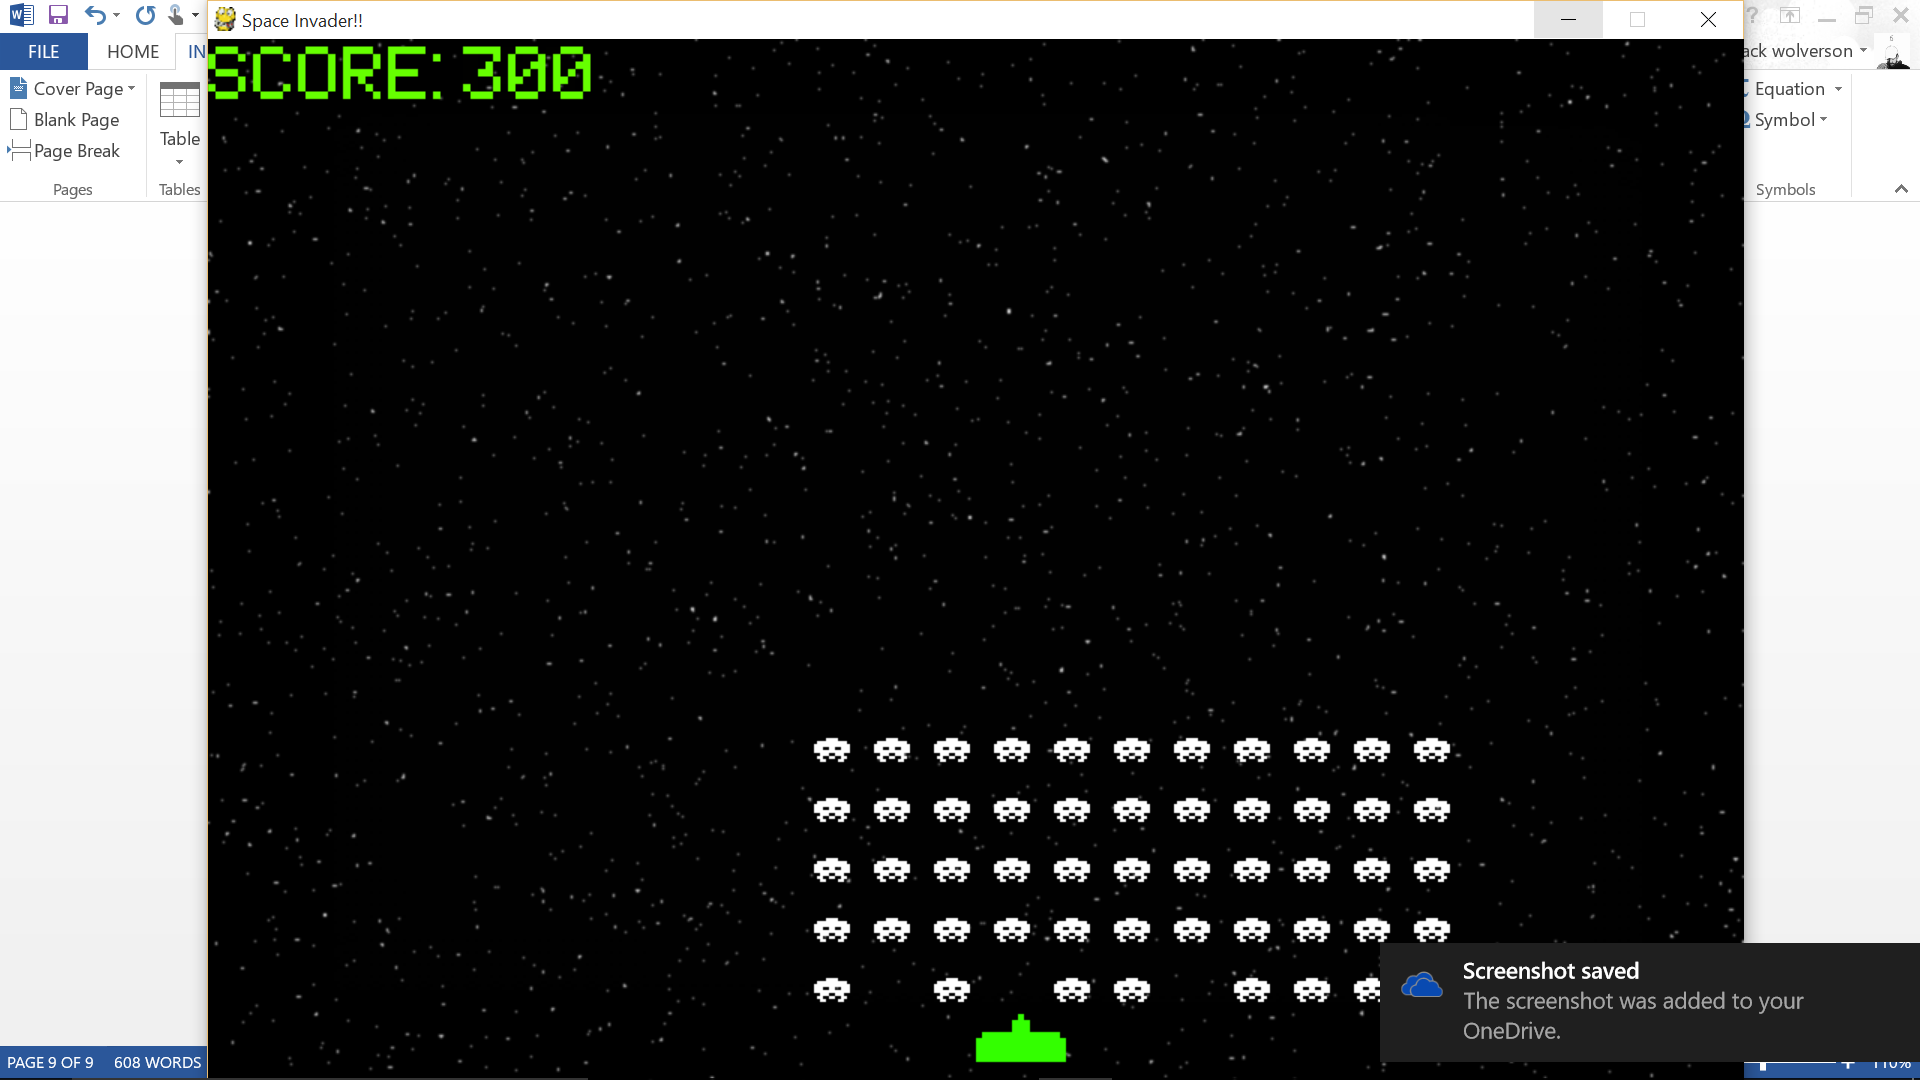 Space Invader!!
SCORE:300
FILE
HOME
IN
ack wolverson
Cover Page
Blank Page
Page Break
Pages
Table
Tables
Equation
Symbol
Symbols
Screenshot saved
The screenshot was added to your
OneDrive.
PAGE 9 OF 9
608 WORDS
110%